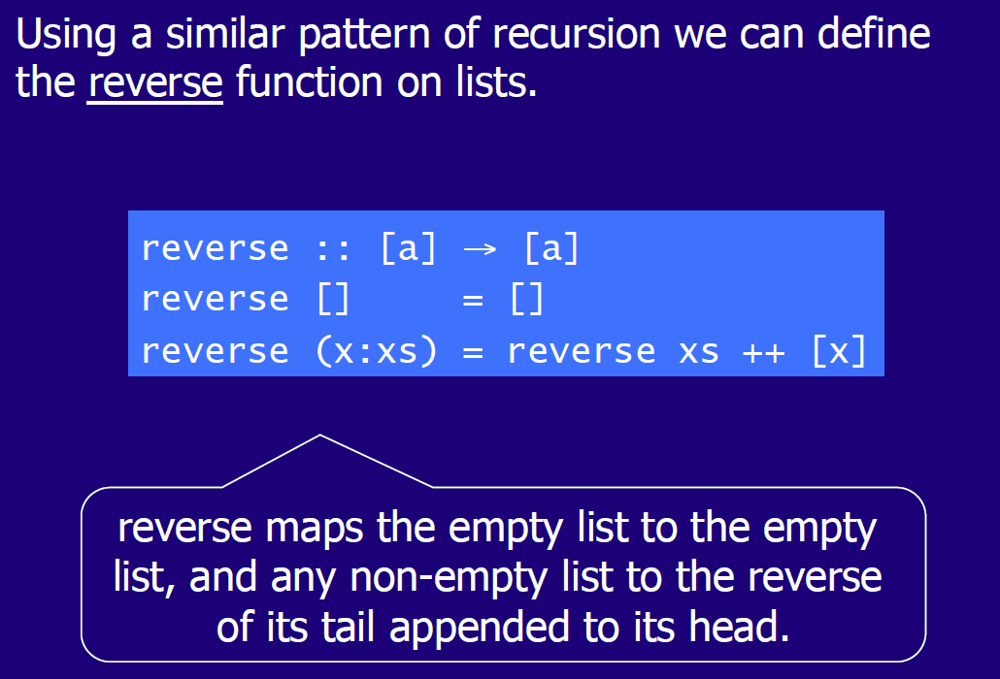 Using a similar pattern of recursion we can define
the reverse function on lists.
reverse :: [a] → [a]
reverse []     = []
reverse (x:xs) = reverse xs ++ [x]
reverse maps the empty list to the empty
list, and any non-empty list to the reverse
of its tail appended to its head.